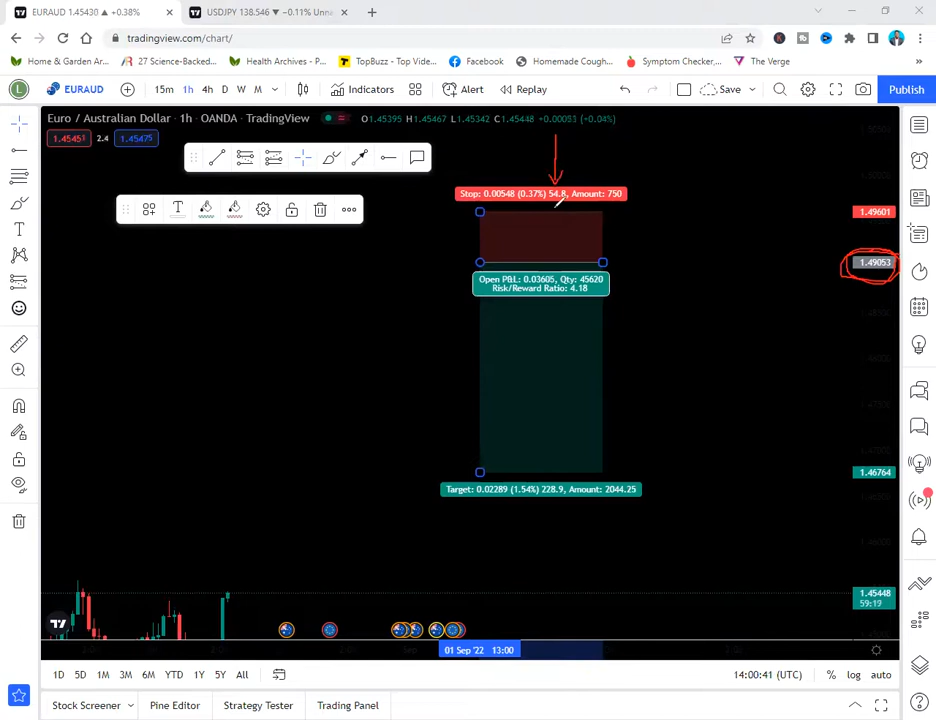 EURAUD 1.45430 ▲ +0.38%
USDJPY 138.546 ▼ −0.11% Unna
tradingview.com/chart/
Home & Garden Ar...
27 Science-Backed...
Health Archives - P...
TopBuzz - Top Vide...
Facebook
Homemade Cough...
Symptom Checker,...
The Verge
L
EURAUD
15m 1h 4h D W M
Indicators
Alert
Replay
Save
Publish
Euro / Australian Dollar · 1h · OANDA · TradingView
O1.45395 H1.45467 L1.45342 C1.45448 +0.00053 (+0.04%)
1.45451 2.4 1.45475
Stop: 0.00548 (0.37%) 54.8, Amount: 750
1.49601
1.49053
Open P&L: 0.03605, Qty: 45620
Risk/Reward Ratio: 4.18
1.46764
Target: 0.02289 (1.54%) 228.9, Amount: 2044.25
1.45448
59:19
Sep
01 Sep '22 13:00
1D 5D 1M 3M 6M YTD 1Y 5Y All
14:00:41 (UTC)
% log auto
Stock Screener
Pine Editor
Strategy Tester
Trading Panel